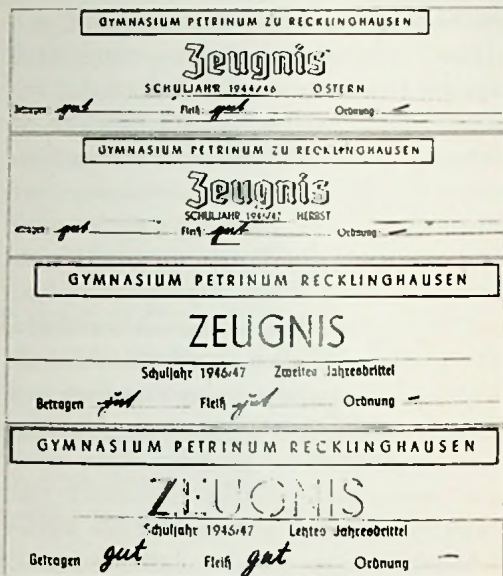 GYMNASIUM PETRINUM ZU RECKLINGHAUSEN
Zeugnis
SCHULJAHR 1944/46 OSTERN
Betragen gut Fleiß gut Ordnung —
GYMNASIUM PETRINUM ZU RECKLINGHAUSEN
Zeugnis
SCHULJAHR HERBST
gut Fleiß gut Ordnung —
GYMNASIUM PETRINUM RECKLINGHAUSEN
ZEUGNIS
Schuljahr 1946/47 Zweites Jahresdrittel
Betragen gut Fleiß gut Ordnung —
GYMNASIUM PETRINUM RECKLINGHAUSEN
ZEUGNIS
Schuljahr 1946/47 Letztes Jahresdrittel
Betragen gut Fleiß gut Ordnung —